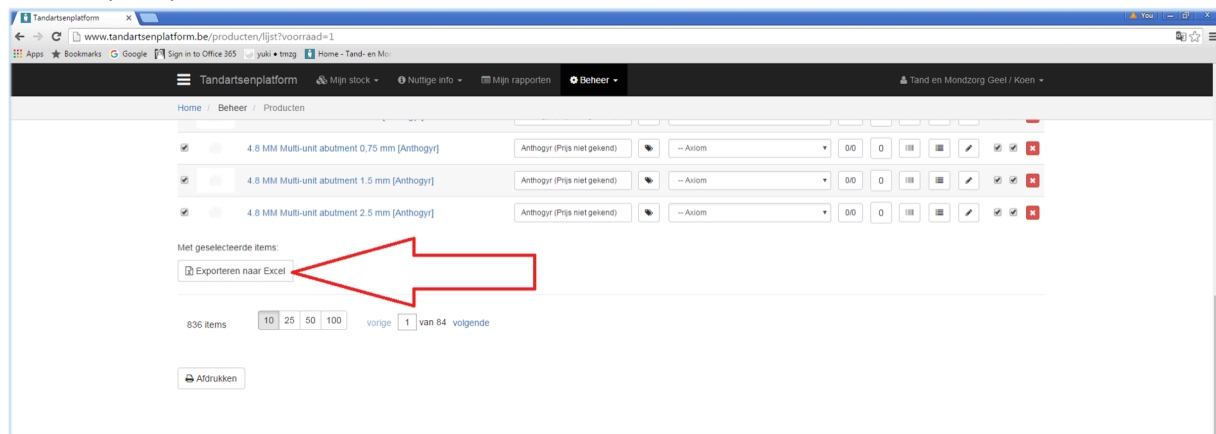 Tandartsenplatform
You
www.tandartsenplatform.be/producten/lijst?voorraad=1
Apps Bookmarks Google Sign in to Office 365 yuki • tmzg Home - Tand- en Mo
Tandartsenplatform Mijn stock Nuttige info Mijn rapporten Beheer Tand en Mondzorg Geel / Koen
Home / Beheer / Producten
4.8 MM Multi-unit abutment 0,75 mm [Anthogyr] Anthogyr (Prijs niet gekend) -- Axiom 0/0 0
4.8 MM Multi-unit abutment 1.5 mm [Anthogyr] Anthogyr (Prijs niet gekend) -- Axiom 0/0 0
4.8 MM Multi-unit abutment 2.5 mm [Anthogyr] Anthogyr (Prijs niet gekend) -- Axiom 0/0 0
Met geselecteerde items:
Exporteren naar Excel
836 items 10 25 50 100 vorige 1 van 84 volgende
Afdrukken